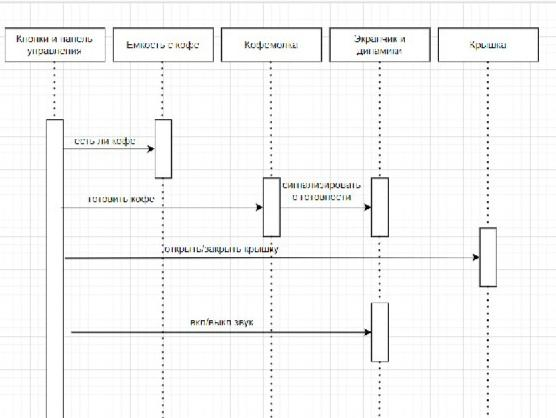 Кнопки и панель
управления
Емкость с кофе
Кофемолка
Экранчик и
динамики
Крышка
есть ли кофе
готовить кофе
сигнализировать
о готовности
открыть/закрыть крышку
вкл/выкл звук